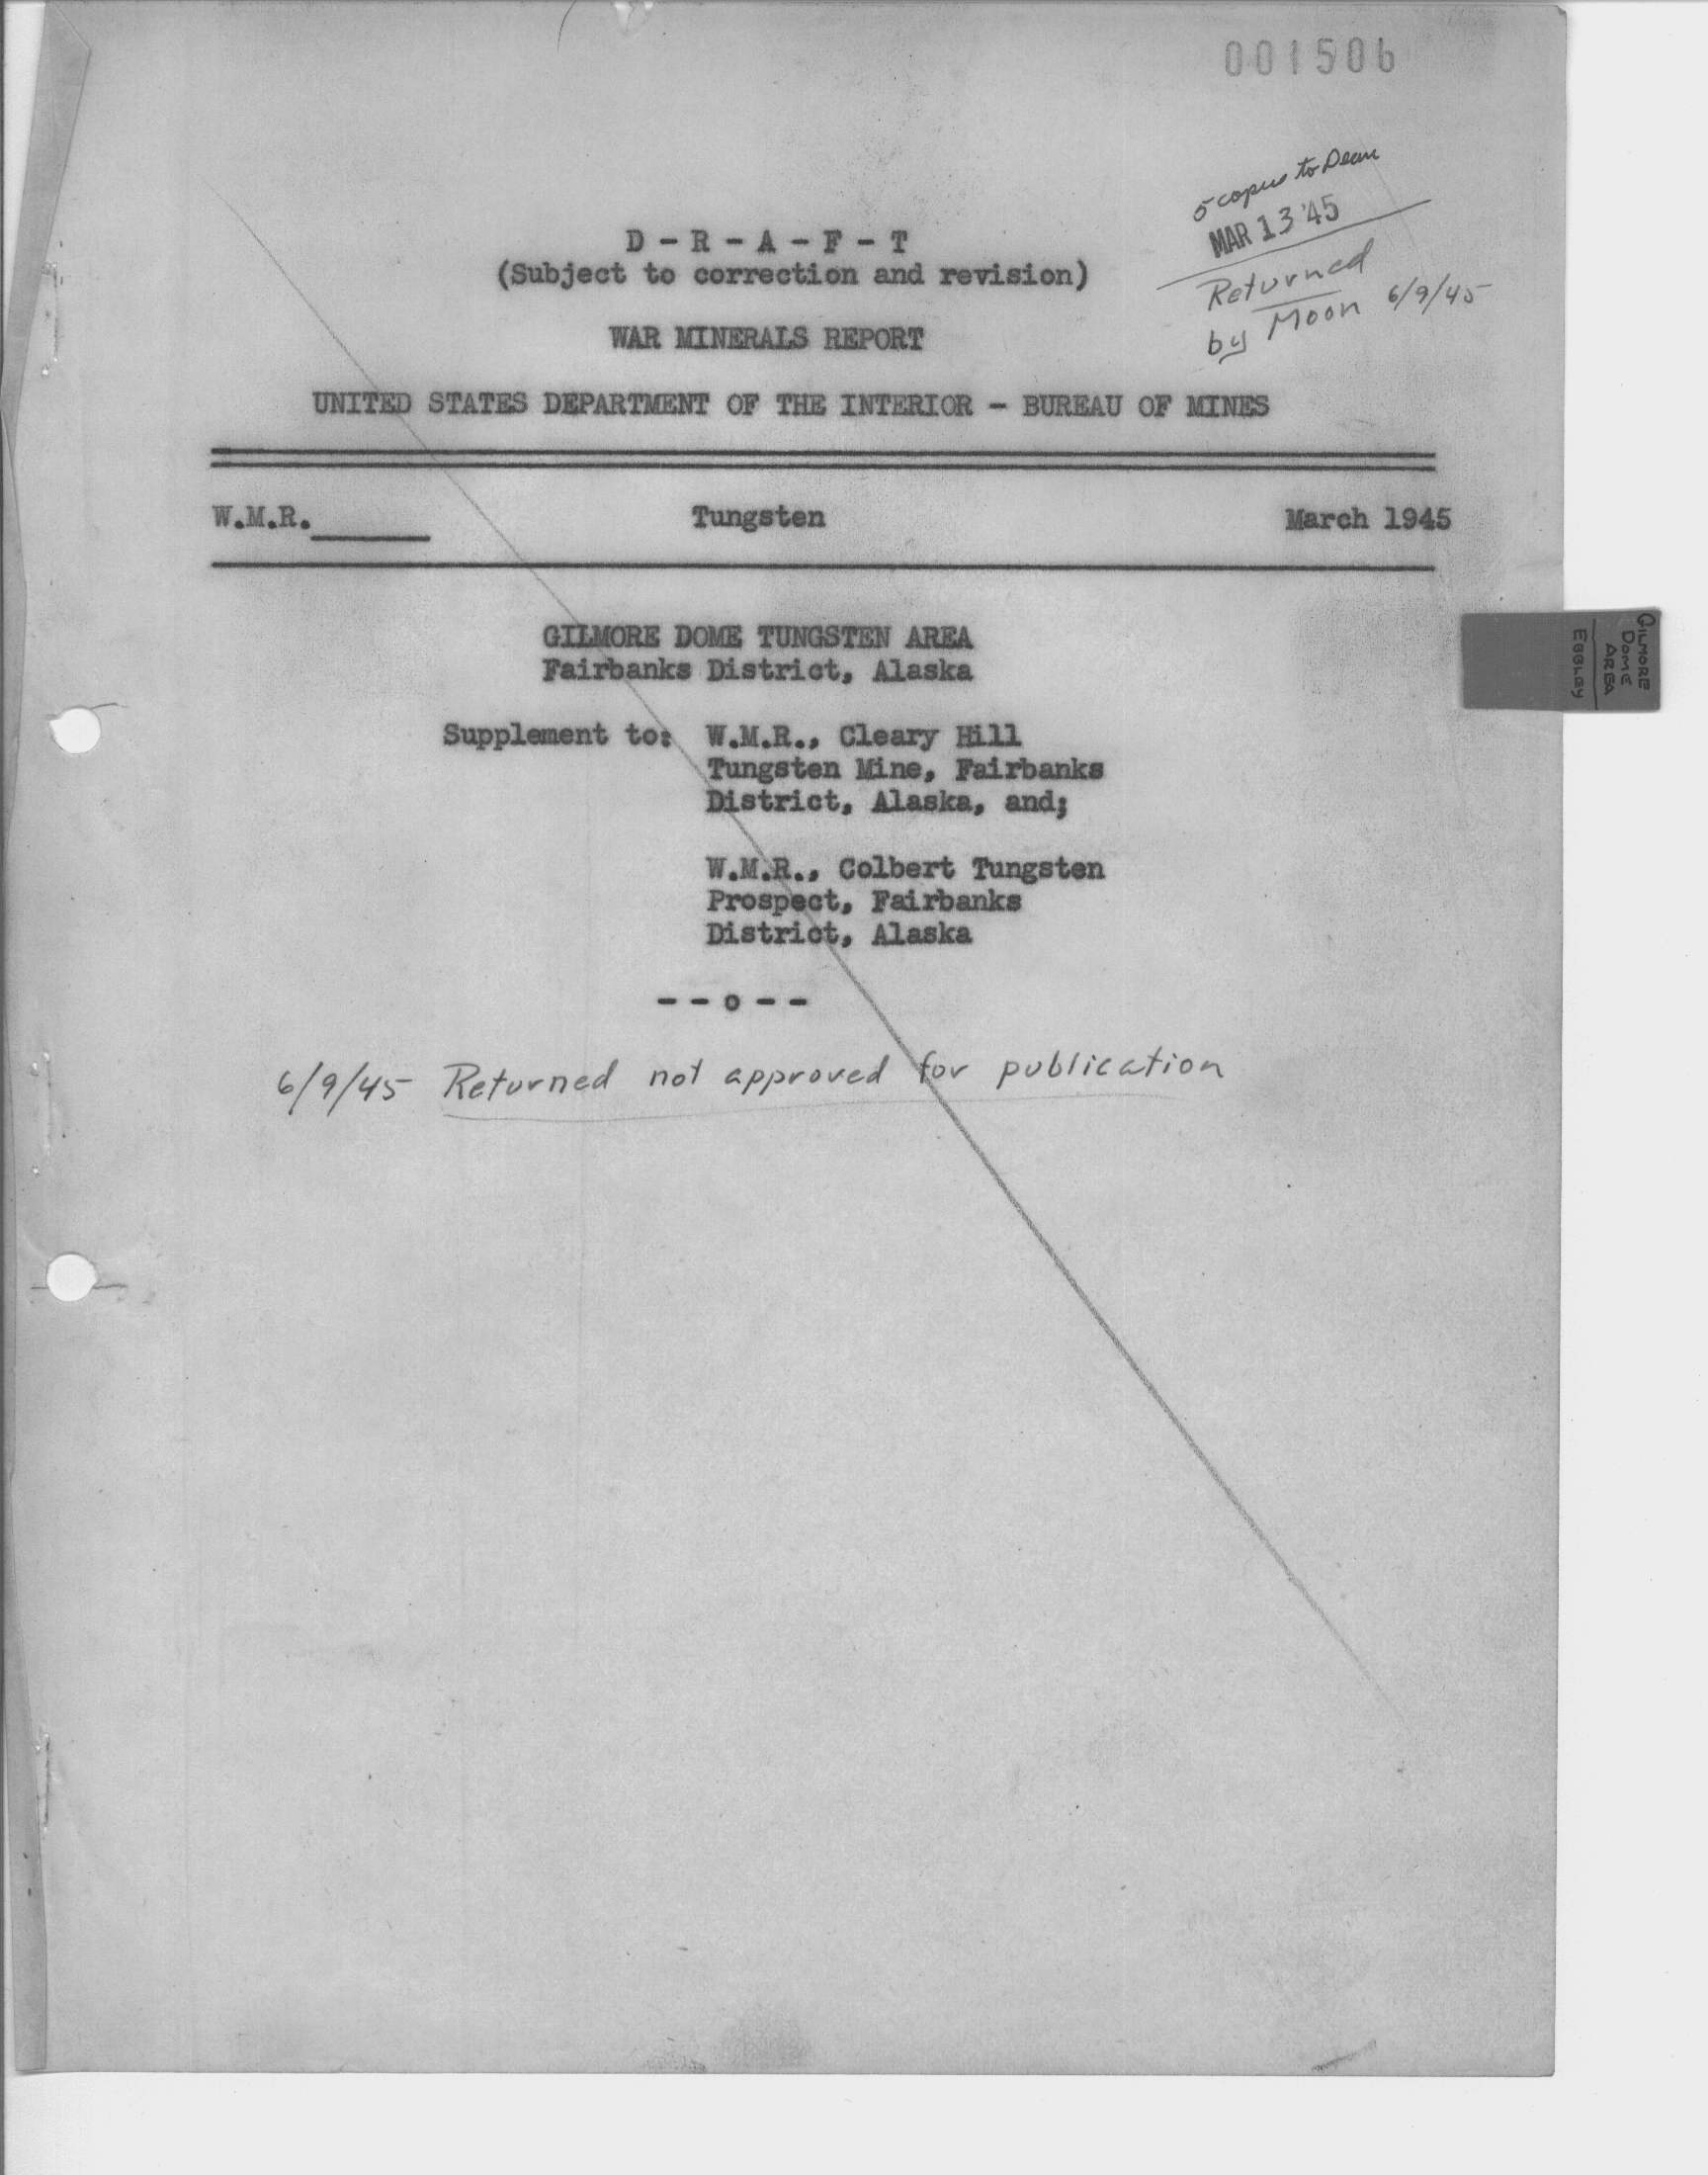 001506
5 copies to Dean
MAR 13 '45
Returned
by Moon 6/9/45
D - R - A - F - T
(Subject to correction and revision)
WAR MINERALS REPORT
UNITED STATES DEPARTMENT OF THE INTERIOR - BUREAU OF MINES
W.M.R.______ Tungsten March 1945
GILMORE DOME TUNGSTEN AREA
Fairbanks District, Alaska
GILMORE
DOME
AREA
EBBLEY
Supplement to: W.M.R., Cleary Hill
Tungsten Mine, Fairbanks
District, Alaska, and;
W.M.R., Colbert Tungsten
Prospect, Fairbanks
District, Alaska
- - o - -
6/9/45 Returned not approved for publication